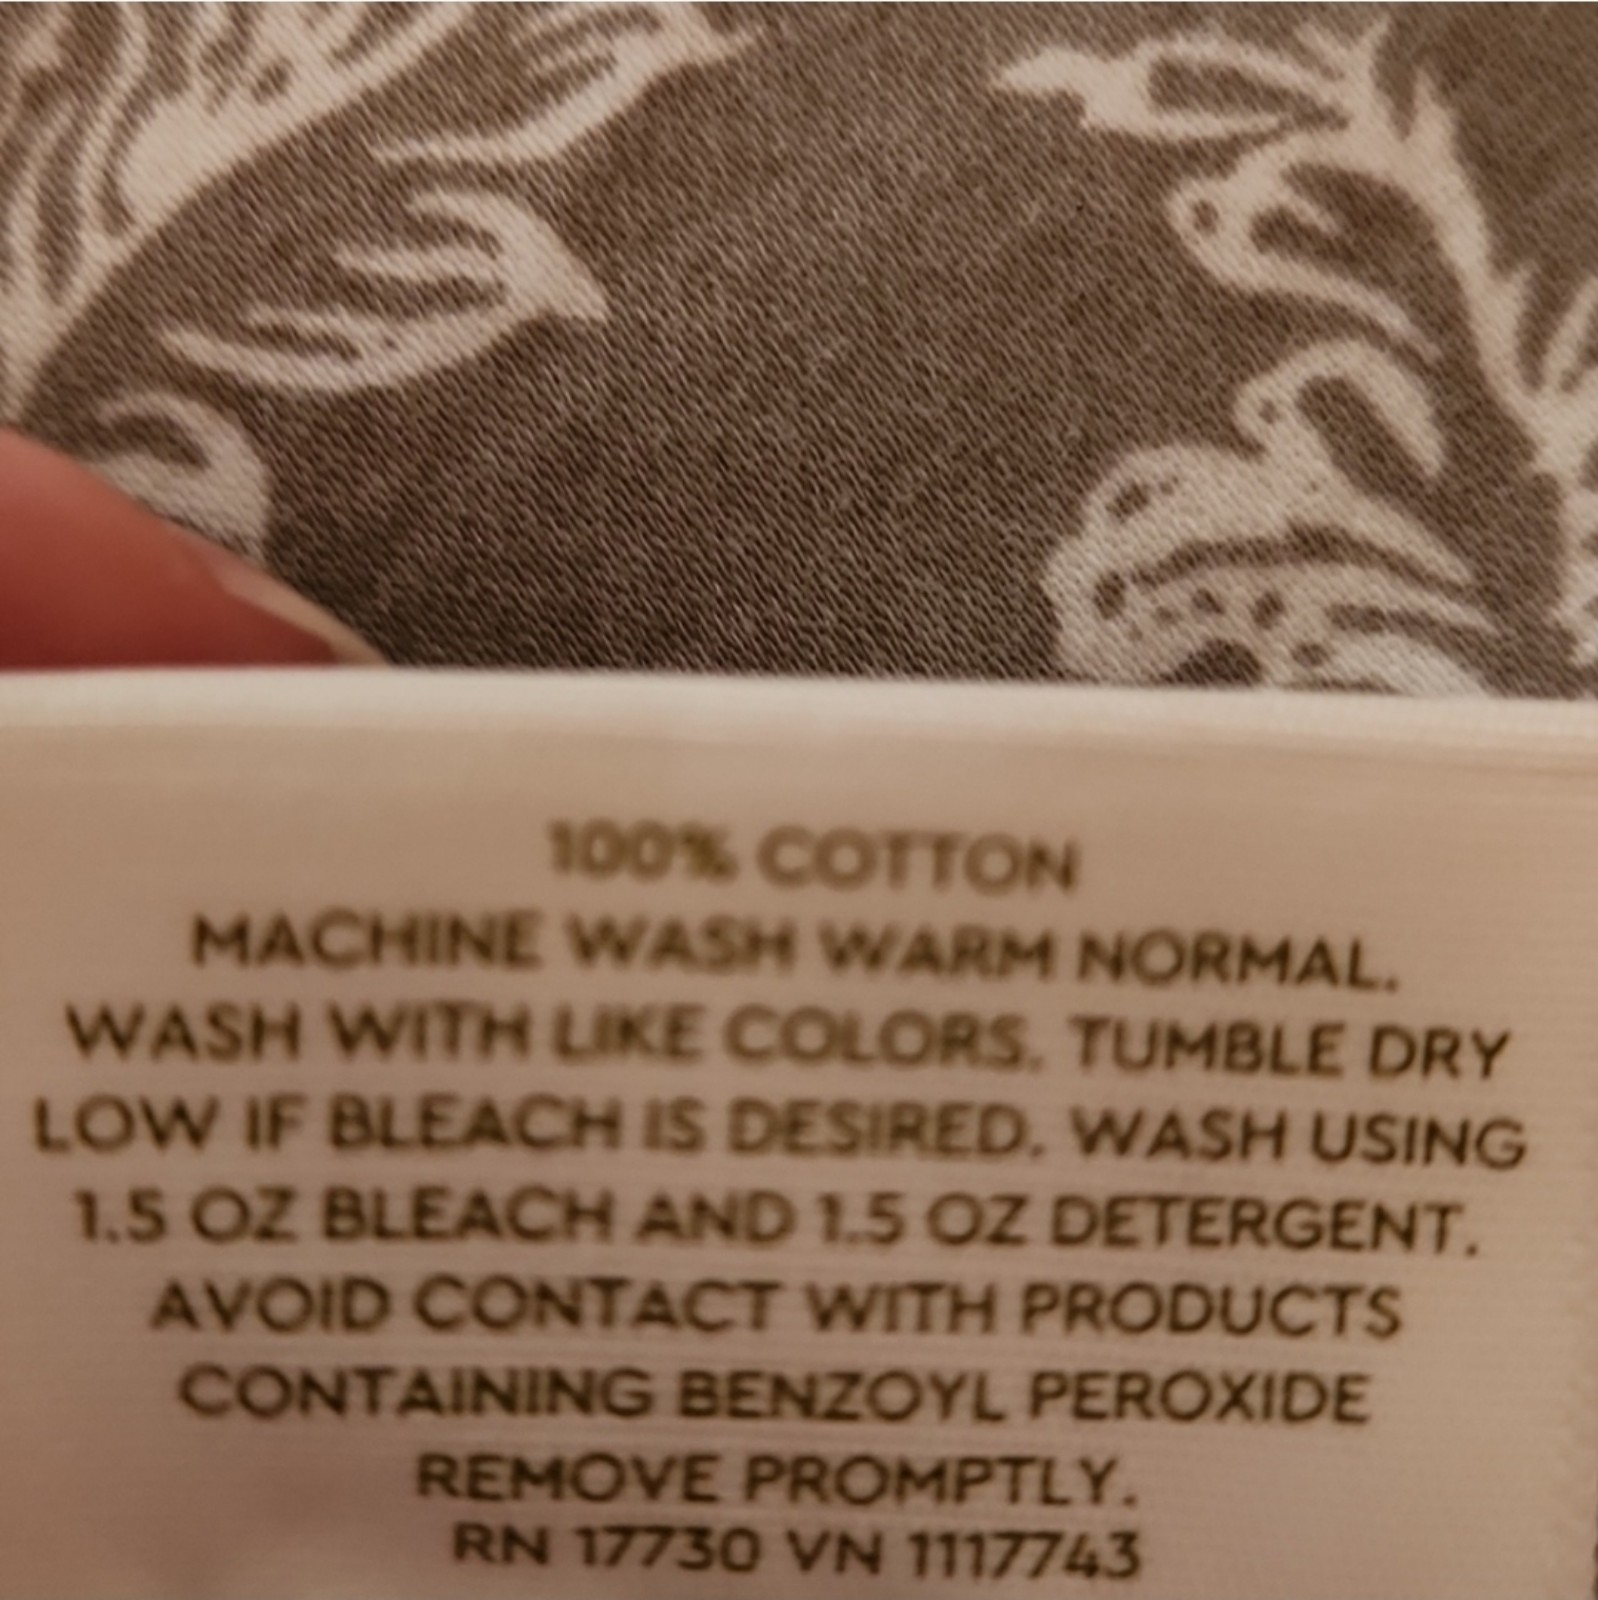 100% COTTON
MACHINE WASH WARM NORMAL.
WASH WITH LIKE COLORS. TUMBLE DRY
LOW IF BLEACH IS DESIRED. WASH USING
1.5 OZ BLEACH AND 1.5 OZ DETERGENT.
AVOID CONTACT WITH PRODUCTS
CONTAINING BENZOYL PEROXIDE
REMOVE PROMPTLY.
RN 17730 VN 1117743